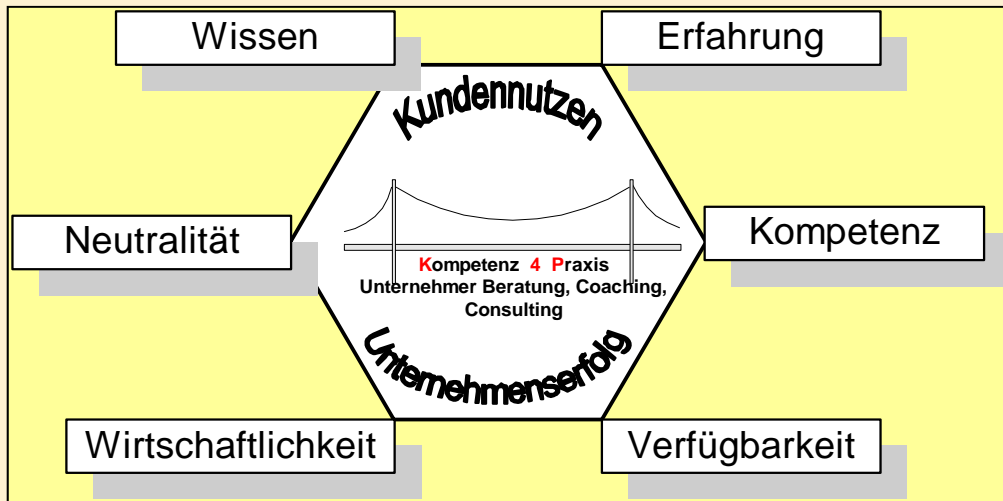 Wissen
Erfahrung
Kundennutzen
Neutralität
Kompetenz
Kompetenz 4 Praxis
Unternehmer Beratung, Coaching,
Consulting
Unternehmenserfolg
Wirtschaftlichkeit
Verfügbarkeit